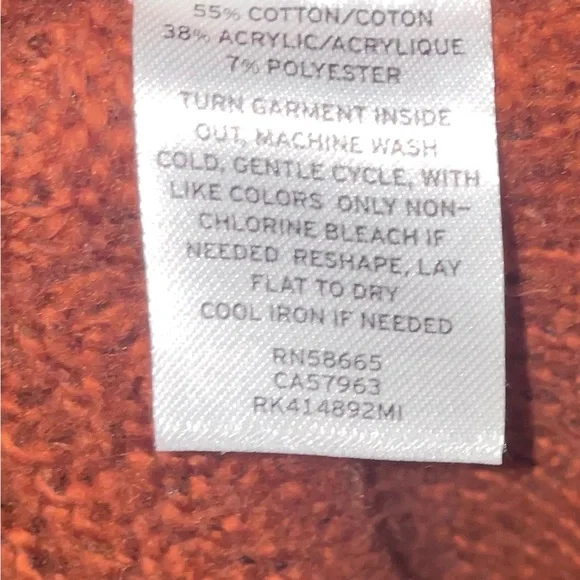 55% COTTON/COTON
38% ACRYLIC/ACRYLIQUE
7% POLYESTER
TURN GARMENT INSIDE
OUT, MACHINE WASH
COLD, GENTLE CYCLE, WITH
LIKE COLORS ONLY NON-
CHLORINE BLEACH IF
NEEDED RESHAPE, LAY
FLAT TO DRY
COOL IRON IF NEEDED
RN58665
CA57963
RK414892MI